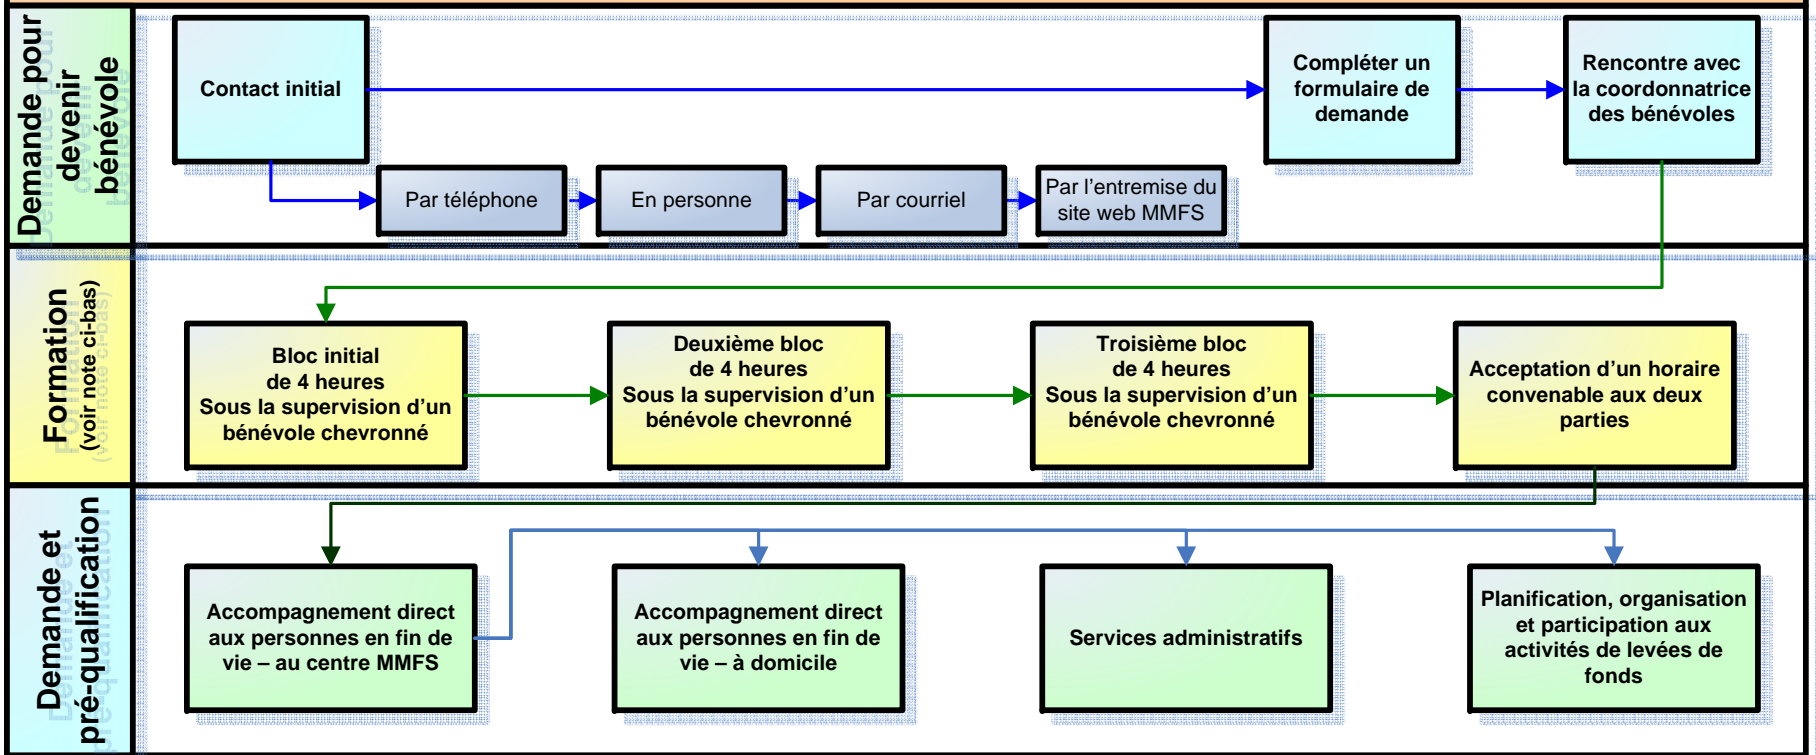 Demande pour
devenir
bénévole
Contact initial
Compléter un
formulaire de
demande
Rencontre avec
la coordonnatrice
des bénévoles
Par téléphone
En personne
Par courriel
Par l’entremise du
site web MMFS
Formation
(voir note ci-bas)
Bloc initial
de 4 heures
Sous la supervision d’un
bénévole chevronné
Deuxième bloc
de 4 heures
Sous la supervision d’un
bénévole chevronné
Troisième bloc
de 4 heures
Sous la supervision d’un
bénévole chevronné
Acceptation d’un horaire
convenable aux deux
parties
Demande et
pré-qualification
Accompagnement direct
aux personnes en fin de
vie – au centre MMFS
Accompagnement direct
aux personnes en fin de
vie – à domicile
Services administratifs
Planification, organisation
et participation aux
activités de levées de
fonds